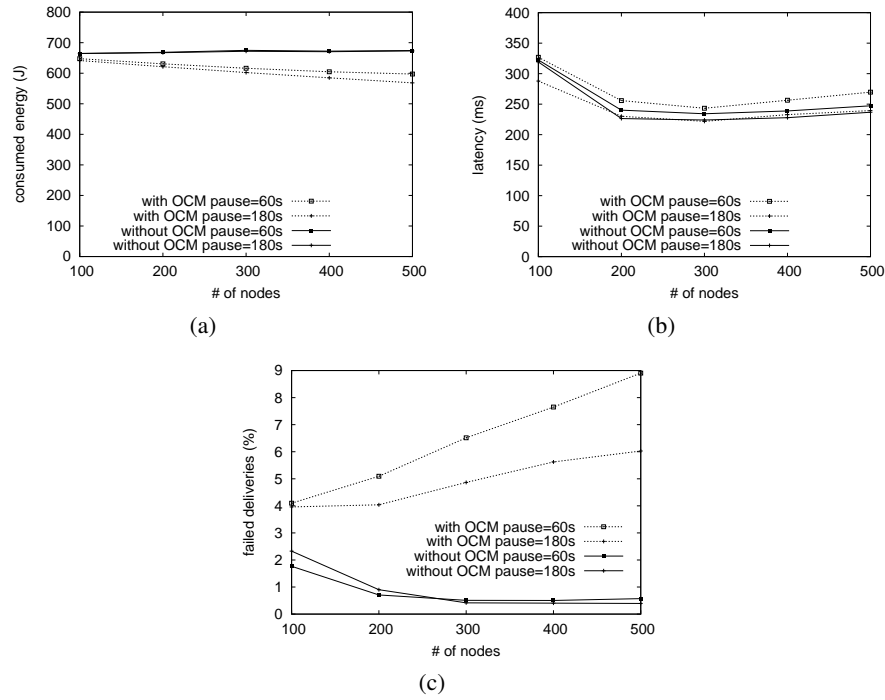 800
700
600
500
400
300
200
100
0
consumed energy (J)
with OCM pause=60s
with OCM pause=180s
without OCM pause=60s
without OCM pause=180s
100 200 300 400 500
# of nodes
(a)
400
350
300
250
200
150
100
50
0
latency (ms)
with OCM pause=60s
with OCM pause=180s
without OCM pause=60s
without OCM pause=180s
100 200 300 400 500
# of nodes
(b)
9
8
7
6
5
4
3
2
1
0
failed deliveries (%)
with OCM pause=60s
with OCM pause=180s
without OCM pause=60s
without OCM pause=180s
100 200 300 400 500
# of nodes
(c)